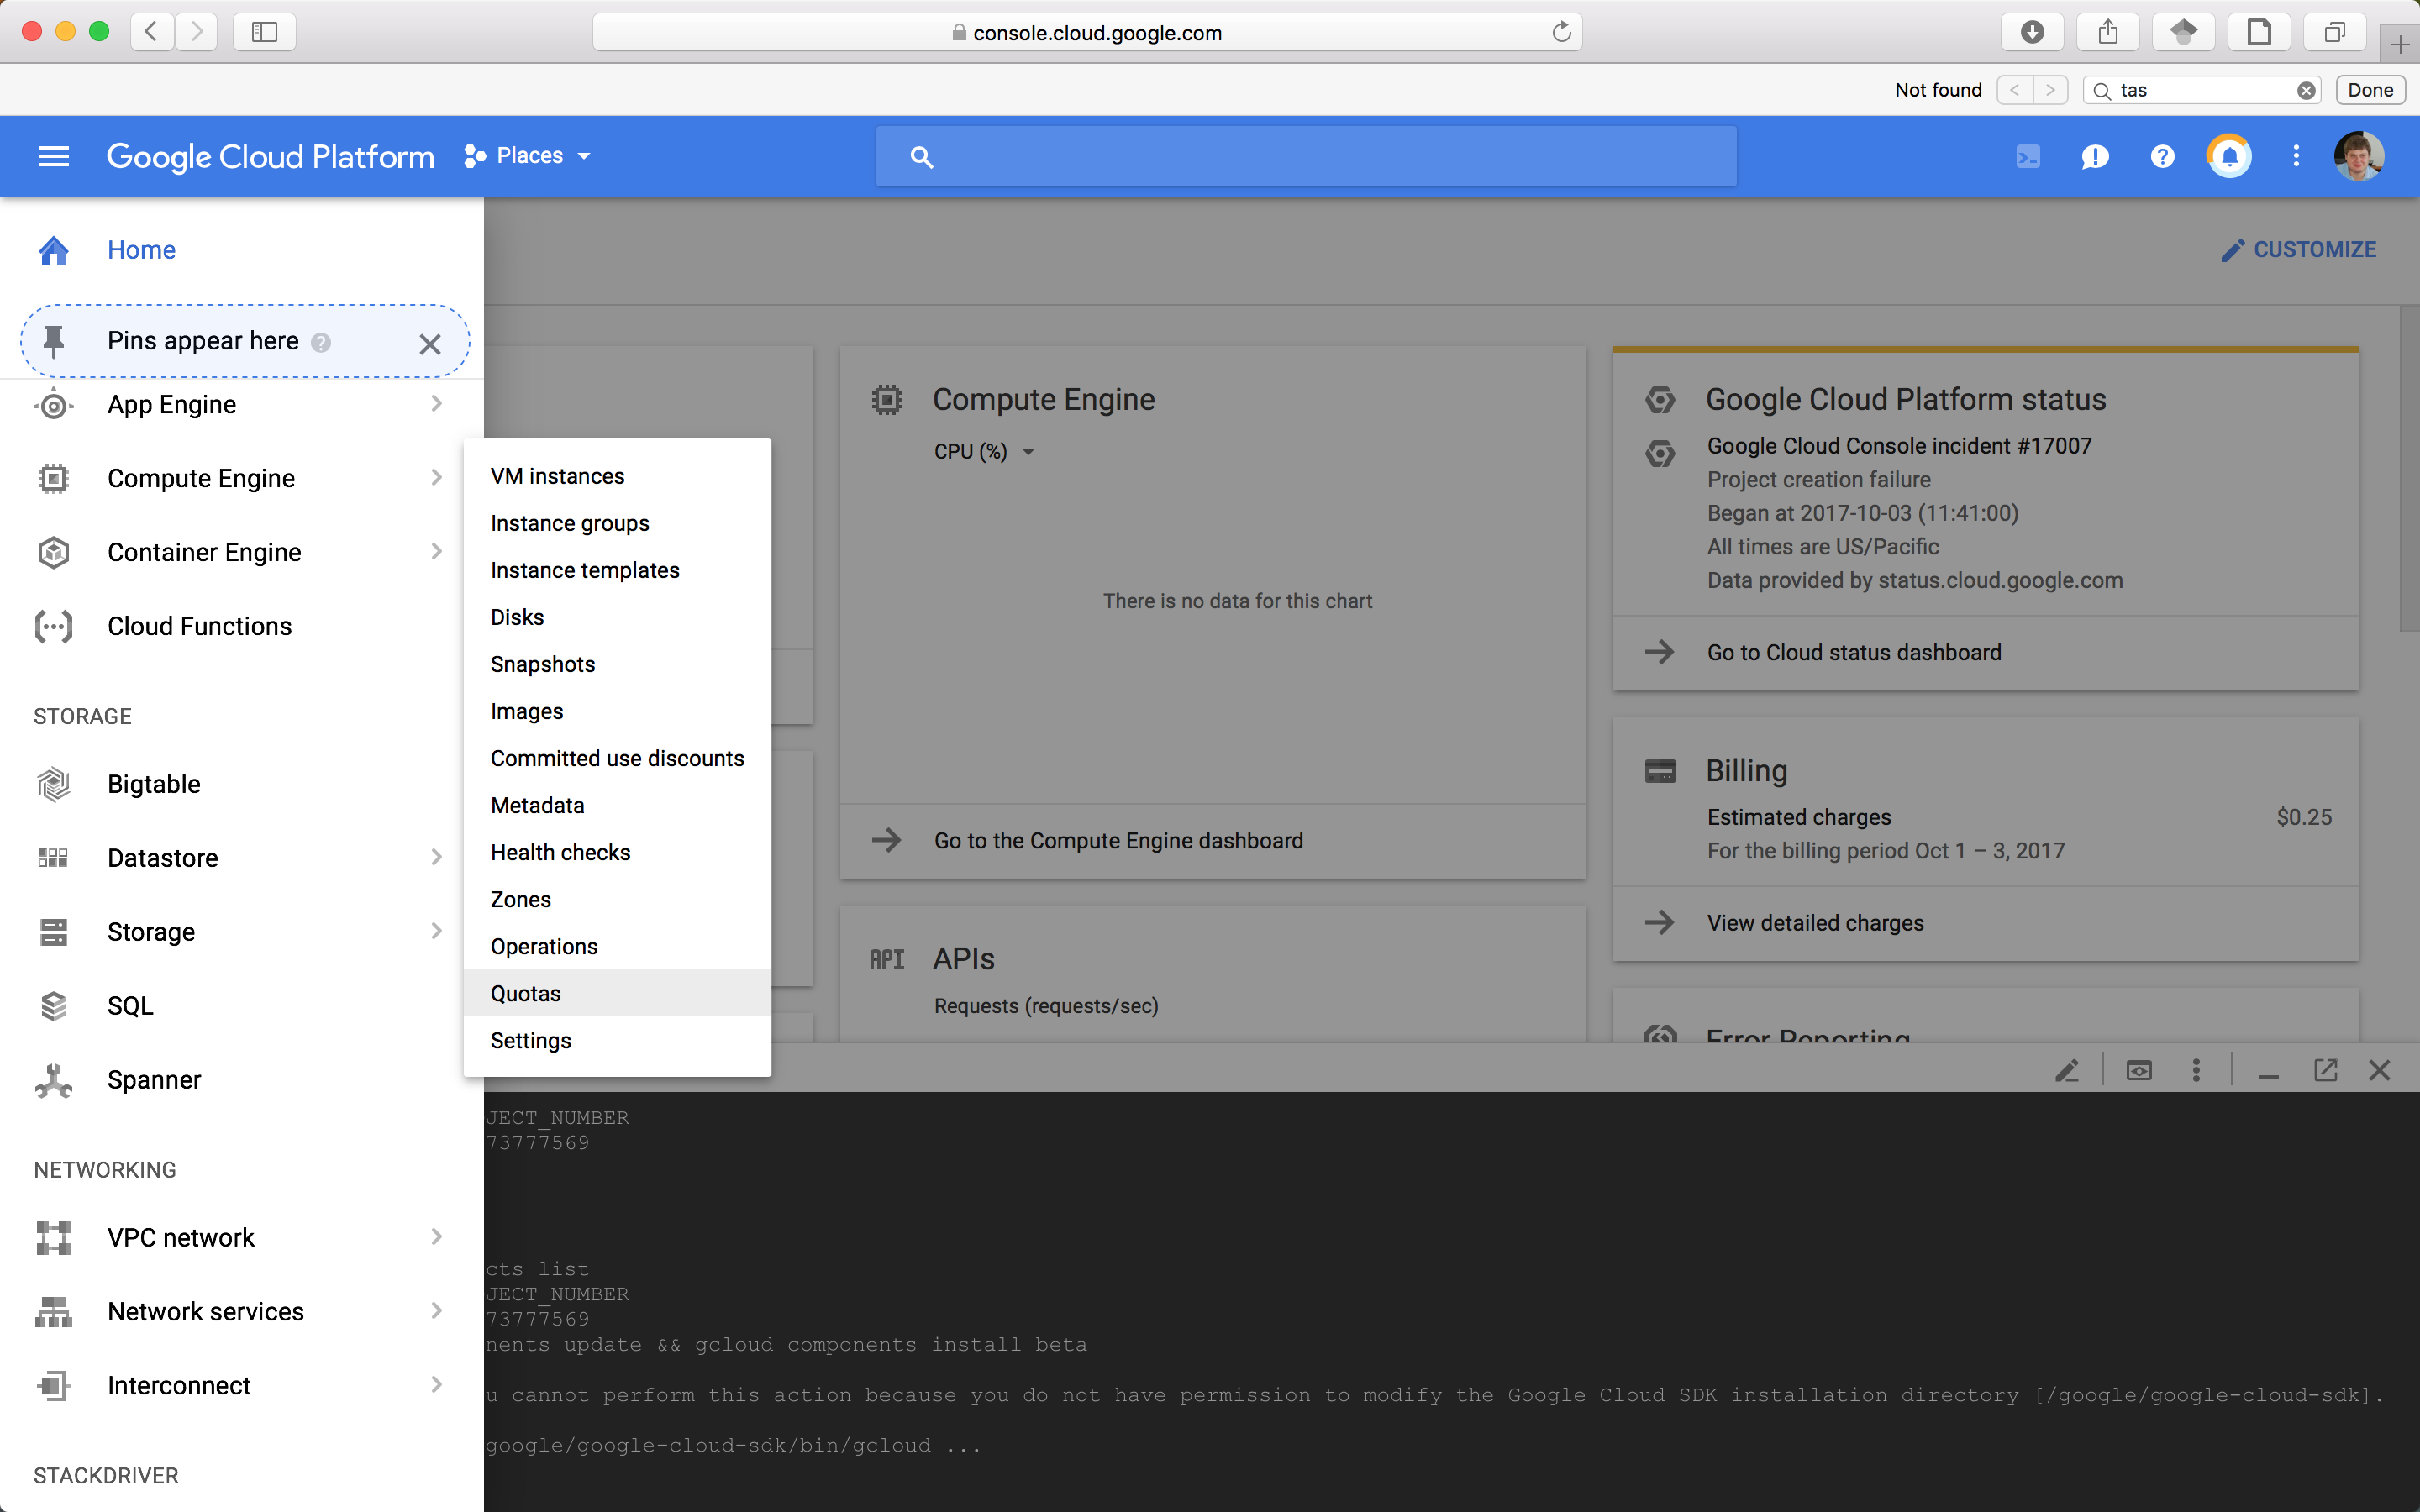 console.cloud.google.com
Not found
tas
Done
Google Cloud Platform
Places
Home
CUSTOMIZE
Pins appear here
App Engine
Compute Engine
Container Engine
Cloud Functions
STORAGE
Bigtable
Datastore
Storage
SQL
Spanner
NETWORKING
VPC network
Network services
Interconnect
STACKDRIVER
VM instances
Instance groups
Instance templates
Disks
Snapshots
Images
Committed use discounts
Metadata
Health checks
Zones
Operations
Quotas
Settings
Compute Engine
CPU (%)
There is no data for this chart
Go to the Compute Engine dashboard
API
APIs
Requests (requests/sec)
Google Cloud Platform status
Google Cloud Console incident #17007
Project creation failure
Began at 2017-10-03 (11:41:00)
All times are US/Pacific
Data provided by status.cloud.google.com
Go to Cloud status dashboard
Billing
Estimated charges
$0.25
For the billing period Oct 1 – 3, 2017
View detailed charges
Error Reporting
JECT_NUMBER
73777569
cts list
JECT_NUMBER
73777569
nents update && gcloud components install beta
u cannot perform this action because you do not have permission to modify the Google Cloud SDK installation directory [/google/google-cloud-sdk].
google/google-cloud-sdk/bin/gcloud ...